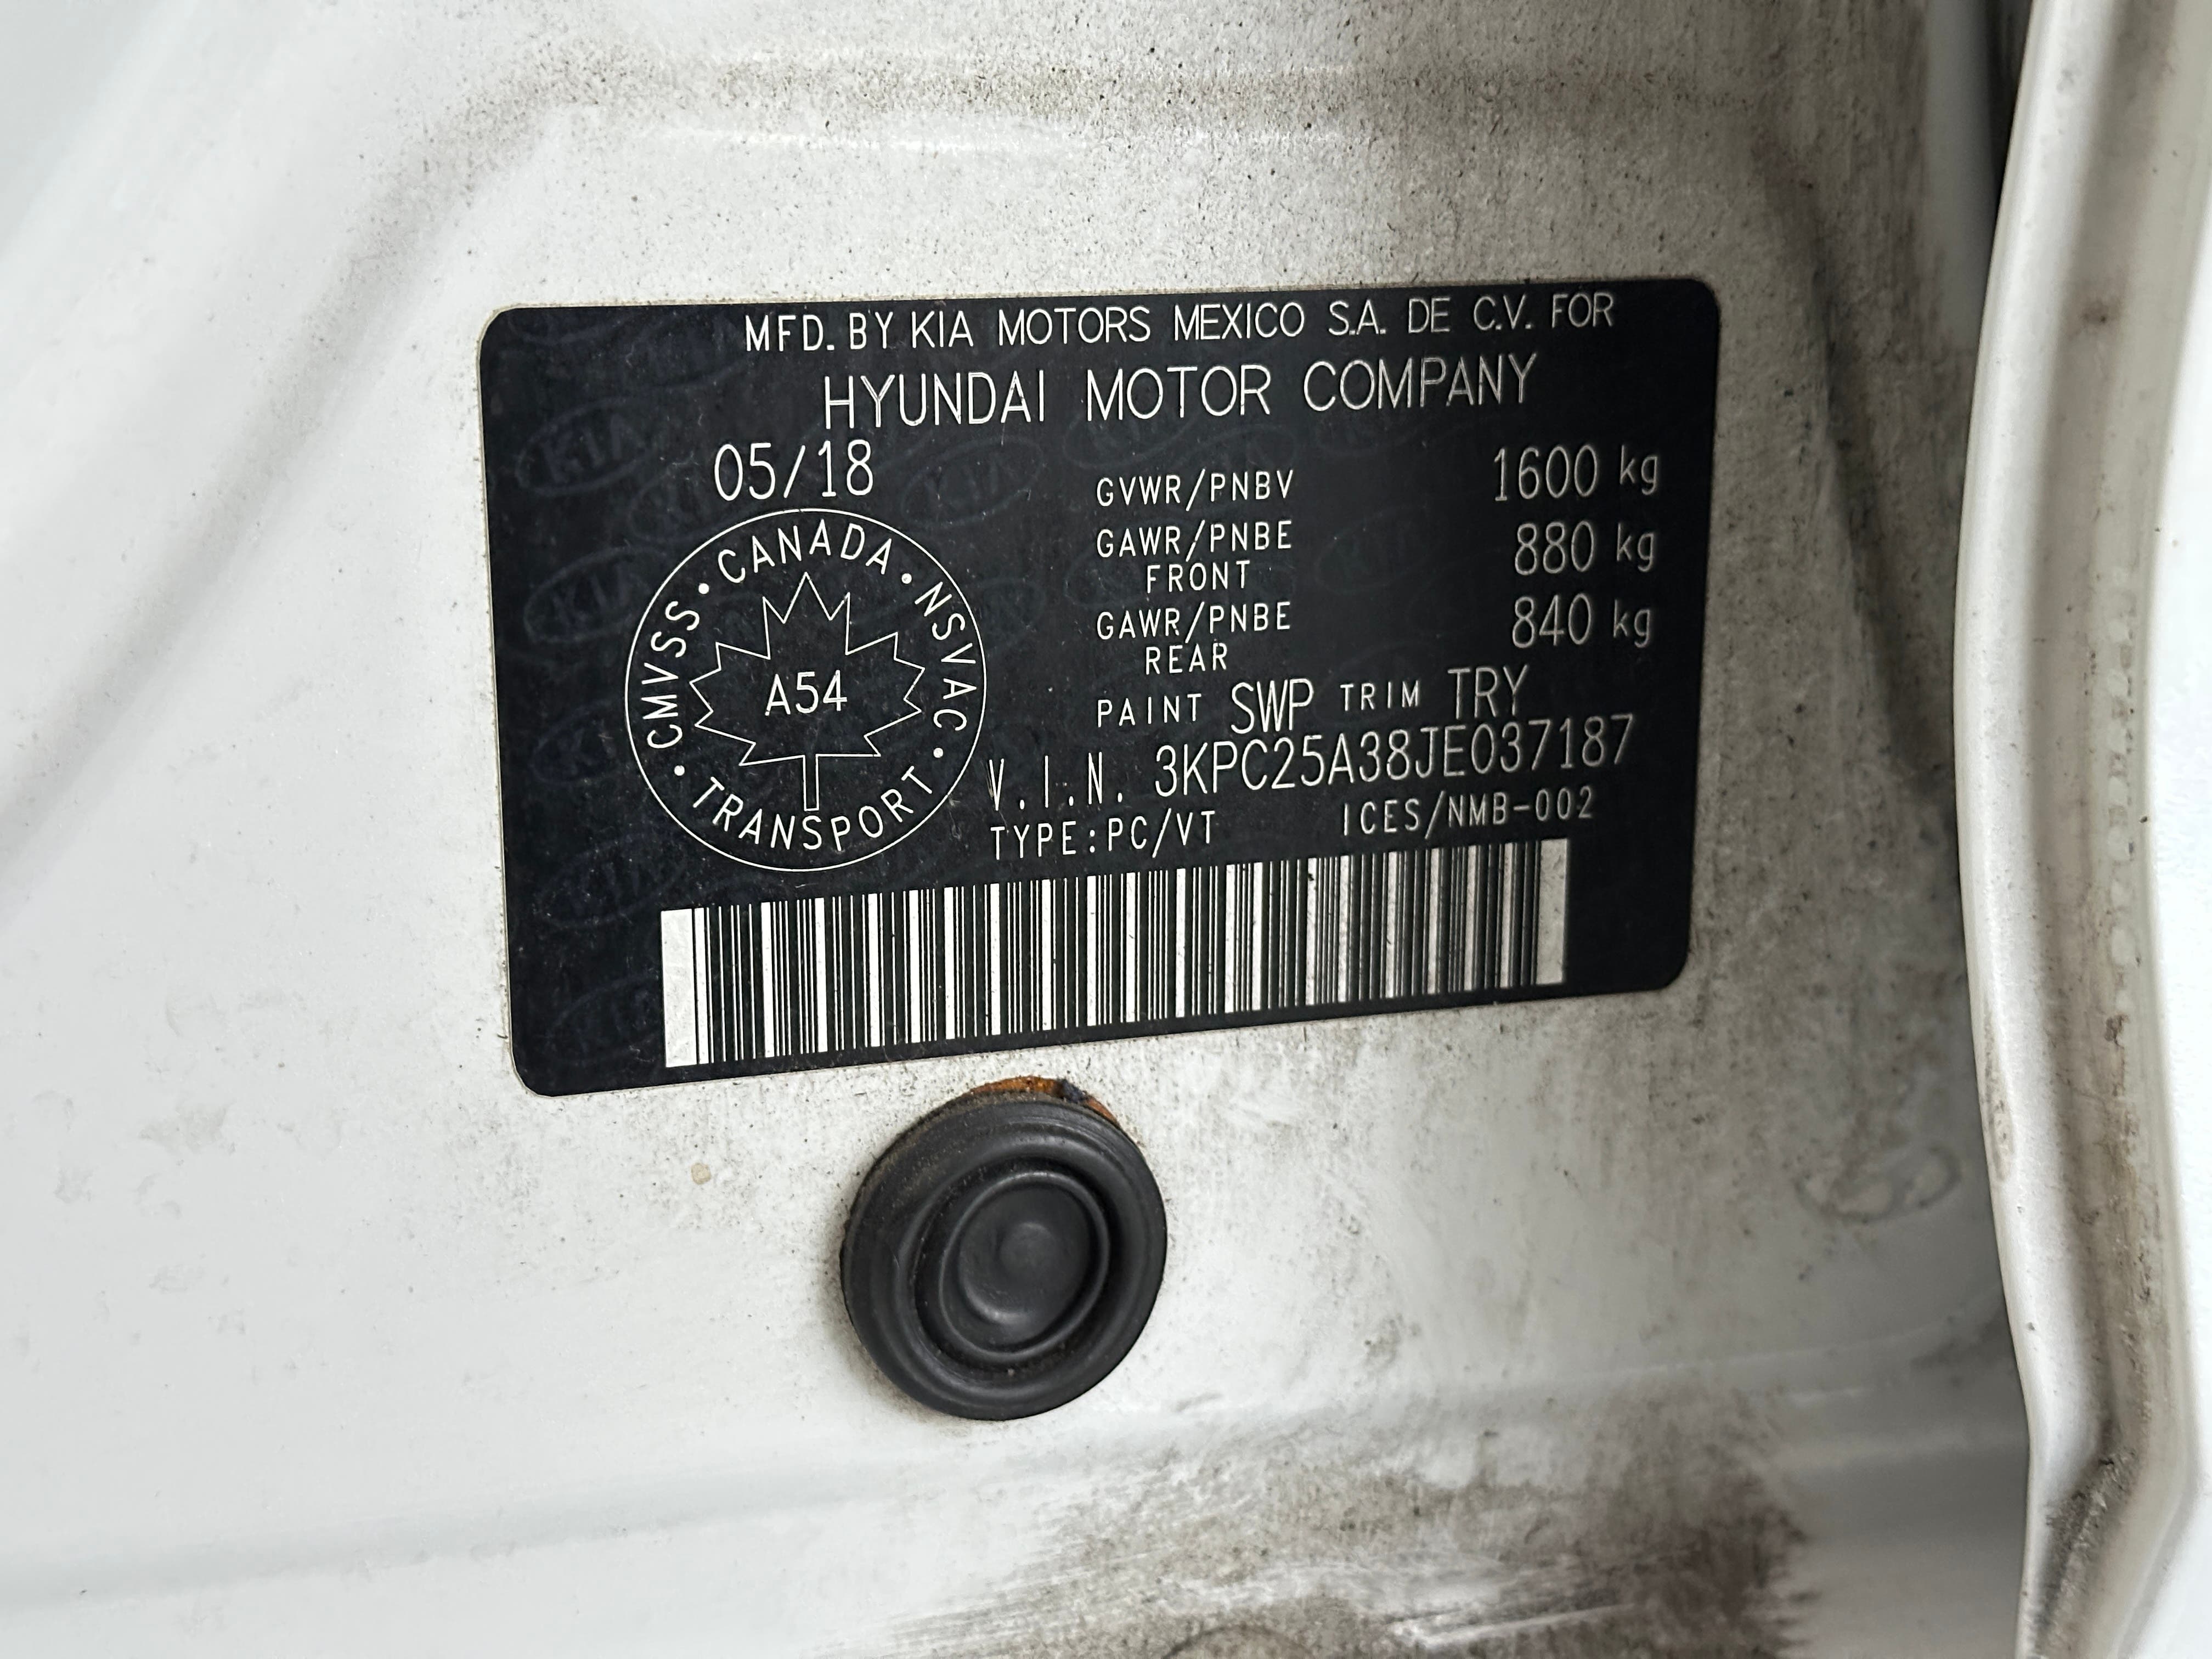 MFD. BY KIA MOTORS MEXICO S.A. DE C.V. FOR
HYUNDAI MOTOR COMPANY
05/18
CMVSS • CANADA • NSVAC • TRANSPORT •
A54
GVWR/PNBV 1600 kg
GAWR/PNBE 880 kg
FRONT
GAWR/PNBE 840 kg
REAR
PAINT SWP TRIM TRY
V.I.N. 3KPC25A38JE037187
TYPE:PC/VT ICES/NMB-002